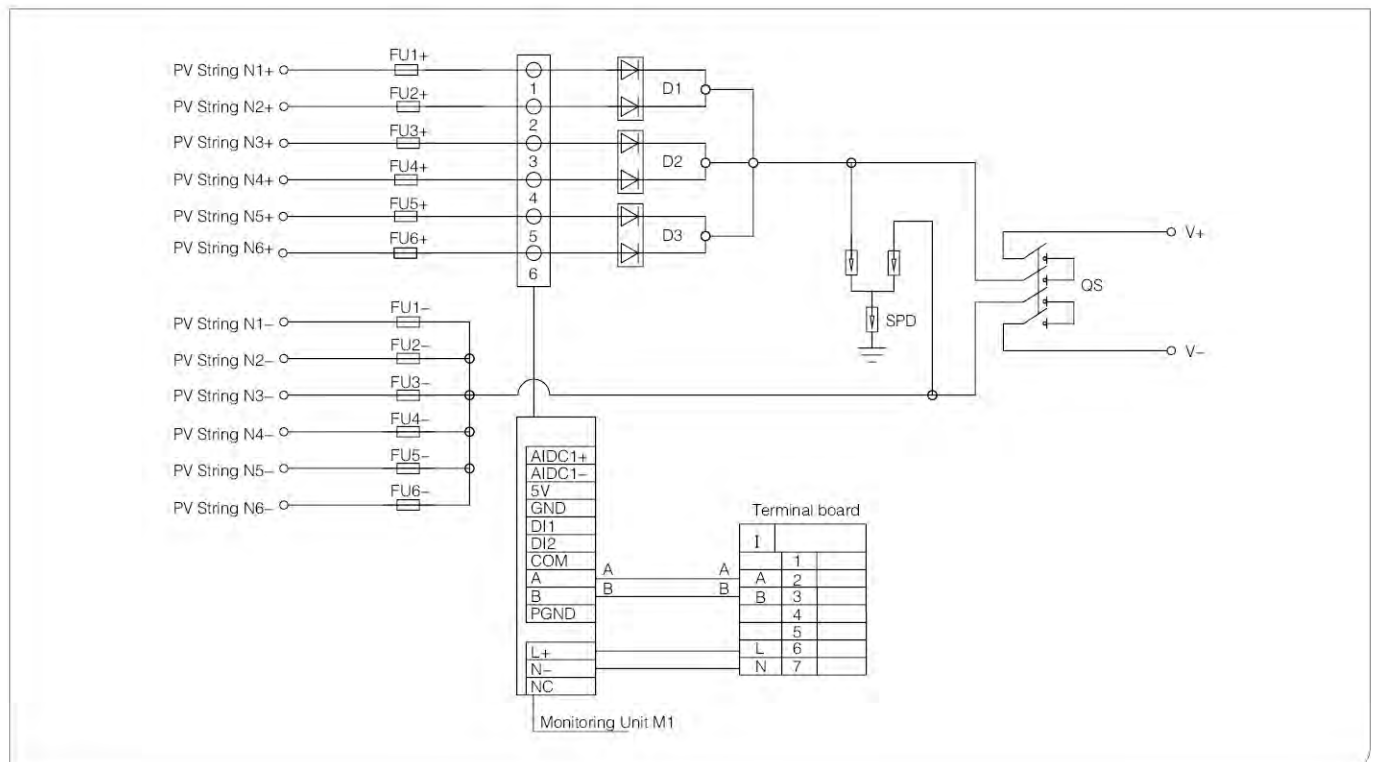 FU1+
PV String N1+
1
D1
FU2+
PV String N2+
2
FU3+
PV String N3+
3
D2
FU4+
PV String N4+
4
FU5+
PV String N5+
5
D3
FU6+
PV String N6+
6
V+
QS
SPD
V−
FU1−
PV String N1−
FU2−
PV String N2−
FU3−
PV String N3−
FU4−
PV String N4−
FU5−
PV String N5−
FU6−
PV String N6−
AIDC1+
AIDC1−
5V
GND
DI1
DI2
COM
A
B
PGND
L+
N−
NC
A A
B B
Terminal board
I
1
A 2
B 3
4
5
L 6
N 7
Monitoring Unit M1